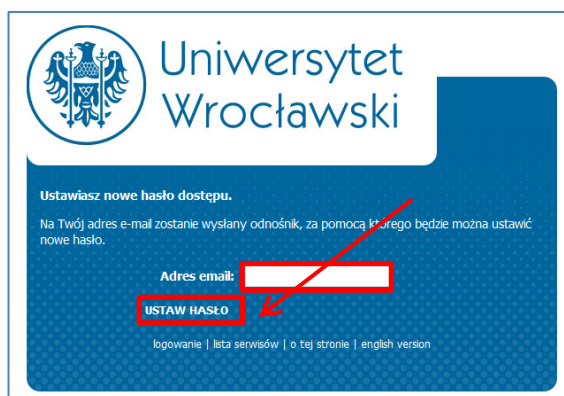 Uniwersytet
Wrocławski
Ustawiasz nowe hasło dostępu.
Na Twój adres e-mail zostanie wysłany odnośnik, za pomocą którego będzie można ustawić
nowe hasło.
Adres email:
USTAW HASŁO
logowanie | lista serwisów | o tej stronie | english version